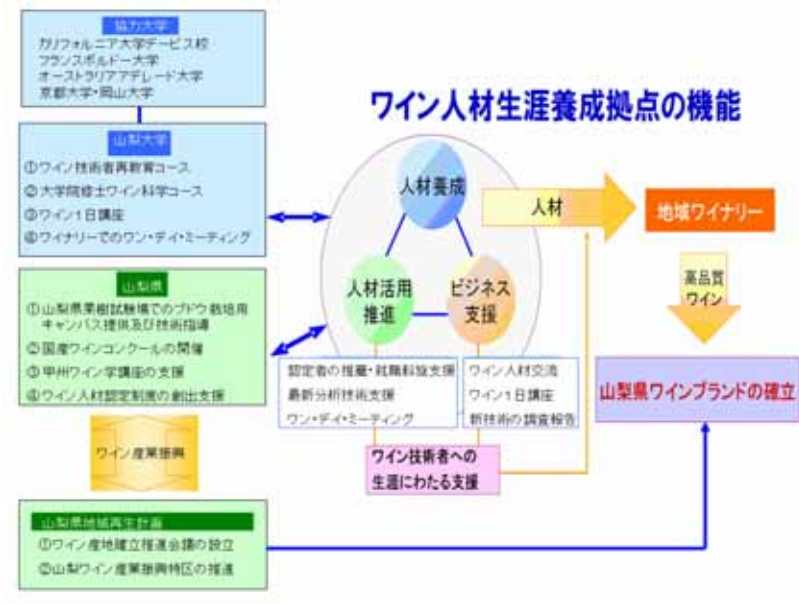 協力大学
カリフォルニア大学デービス校
フランスボルドー大学
オーストラリアアデレード大学
京都大学・岡山大学
山梨大学
①ワイン技術者再教育コース
②大学院修士ワイン科学コース
③ワイン1日講座
④ワイナリーでのワン・デイ・ミーティング
山梨県
①山梨県果樹試験場でのブドウ栽培用
キャンパス提供及び技術指導
②国産ワインコンクールの開催
③甲州ワイン学講座の支援
④ワイン人材認定制度の創出支援
ワイン産業振興
山梨県地域再生計画
①ワイン産地確立推進会議の設立
②山梨ワイン産業振興特区の推進
ワイン人材生涯養成拠点の機能
人材養成
人材活用
推進
ビジネス
支援
認定者の推薦・就職斡旋支援
最新分析技術支援
ワン・デイ・ミーティング
ワイン人材交流
ワイン1日講座
新技術の調査報告
ワイン技術者への
生涯にわたる支援
人材
地域ワイナリー
高品質
ワイン
山梨県ワインブランドの確立